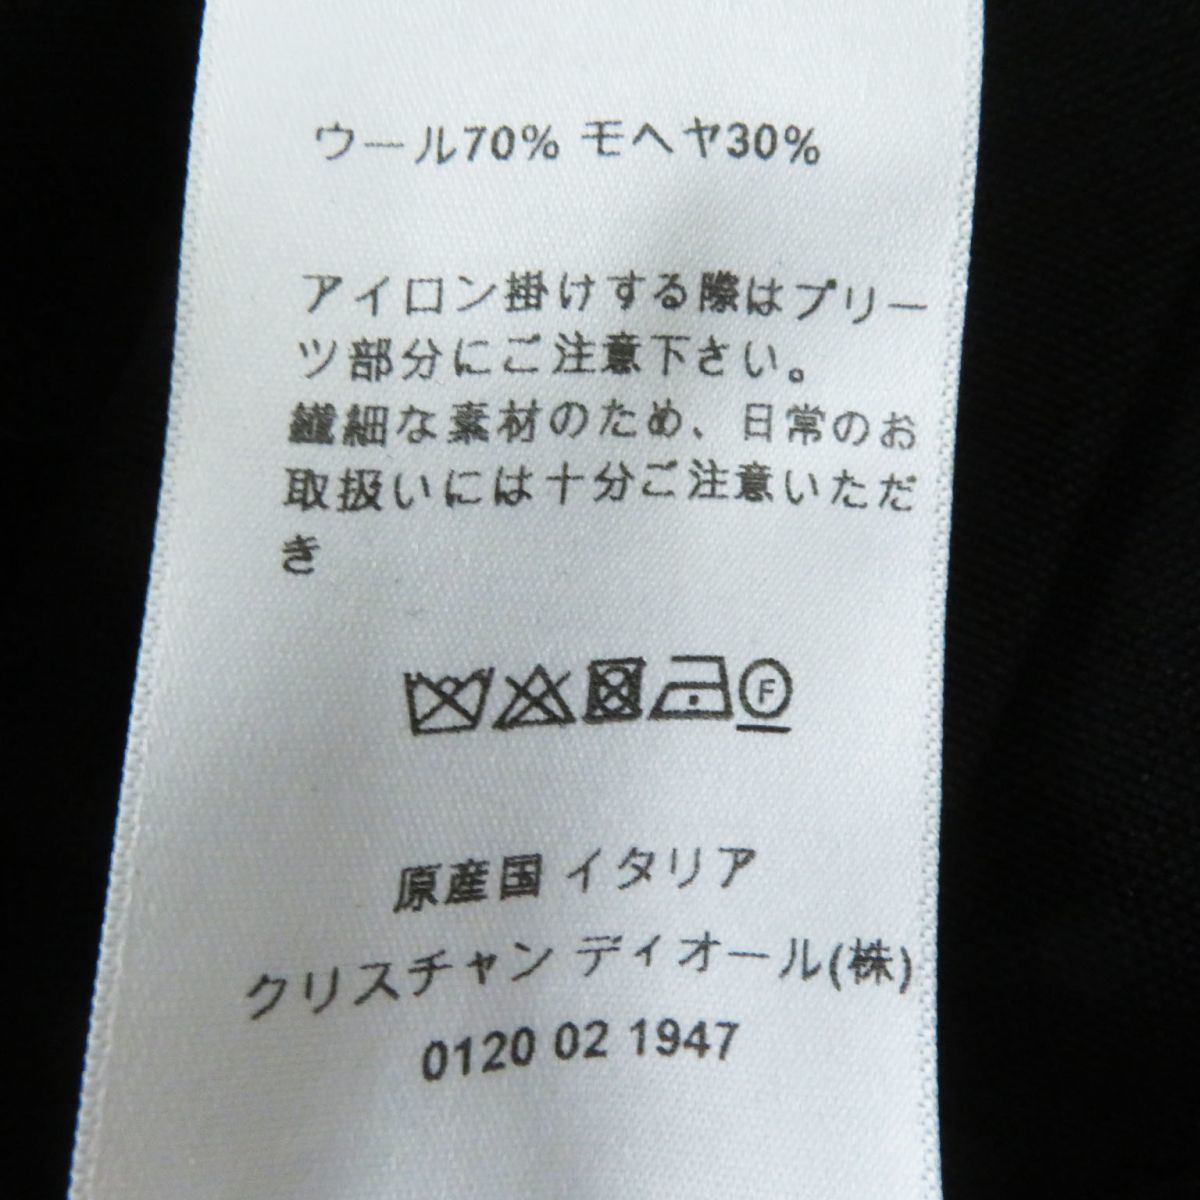 ウール70% モヘヤ30%
アイロン掛けする際はプリー
ツ部分にご注意下さい。
繊細な素材のため、日常のお
取扱いには十分ご注意いただ
き
F
原産国 イタリア
クリスチャン ディオール(株)
0120 02 1947